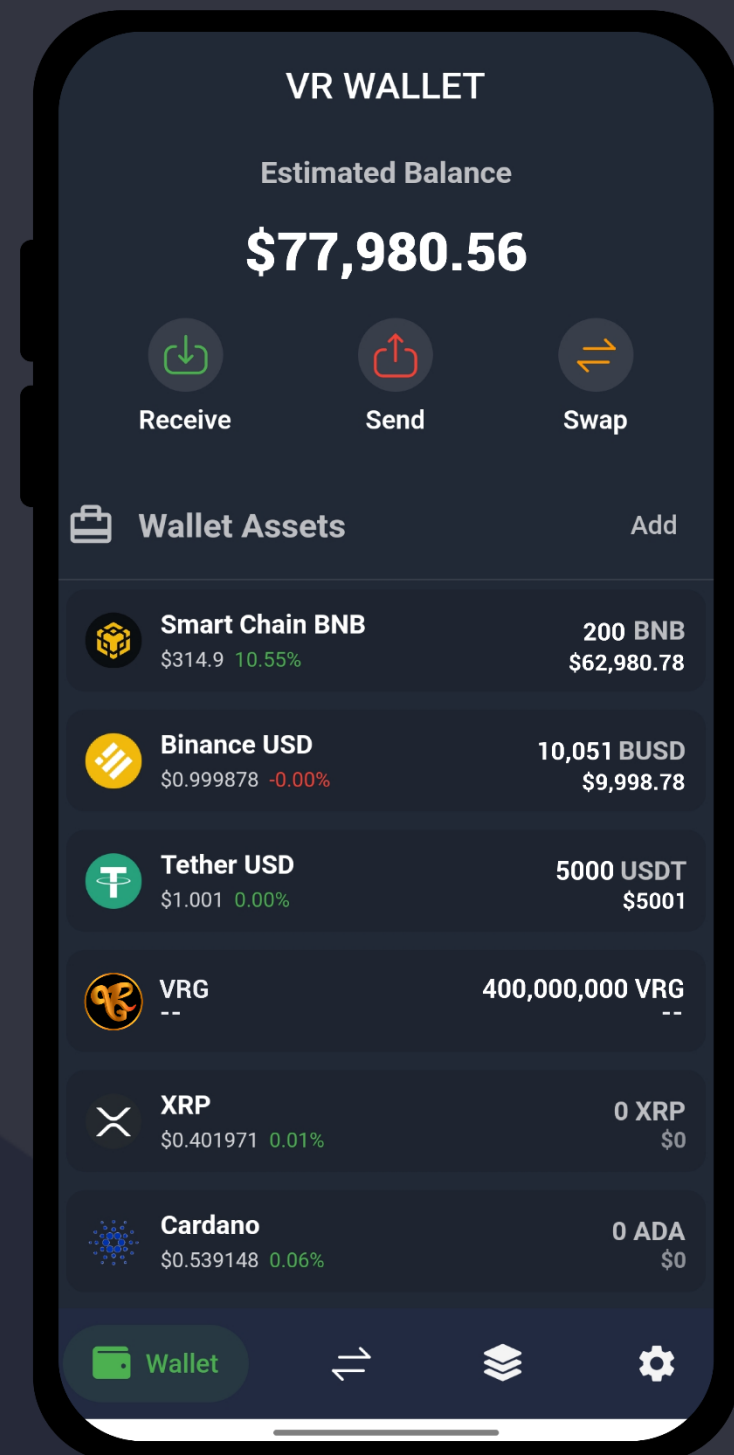 VR WALLET
Estimated Balance
$77,980.56
Receive Send Swap
Wallet Assets Add
Smart Chain BNB 200 BNB
$314.9 10.55% $62,980.78
Binance USD 10,051 BUSD
$0.999878 -0.00% $9,998.78
Tether USD 5000 USDT
$1.001 0.00% $5001
VRG 400,000,000 VRG
-- --
XRP 0 XRP
$0.401971 0.01% $0
Cardano 0 ADA
$0.539148 0.06% $0
Wallet